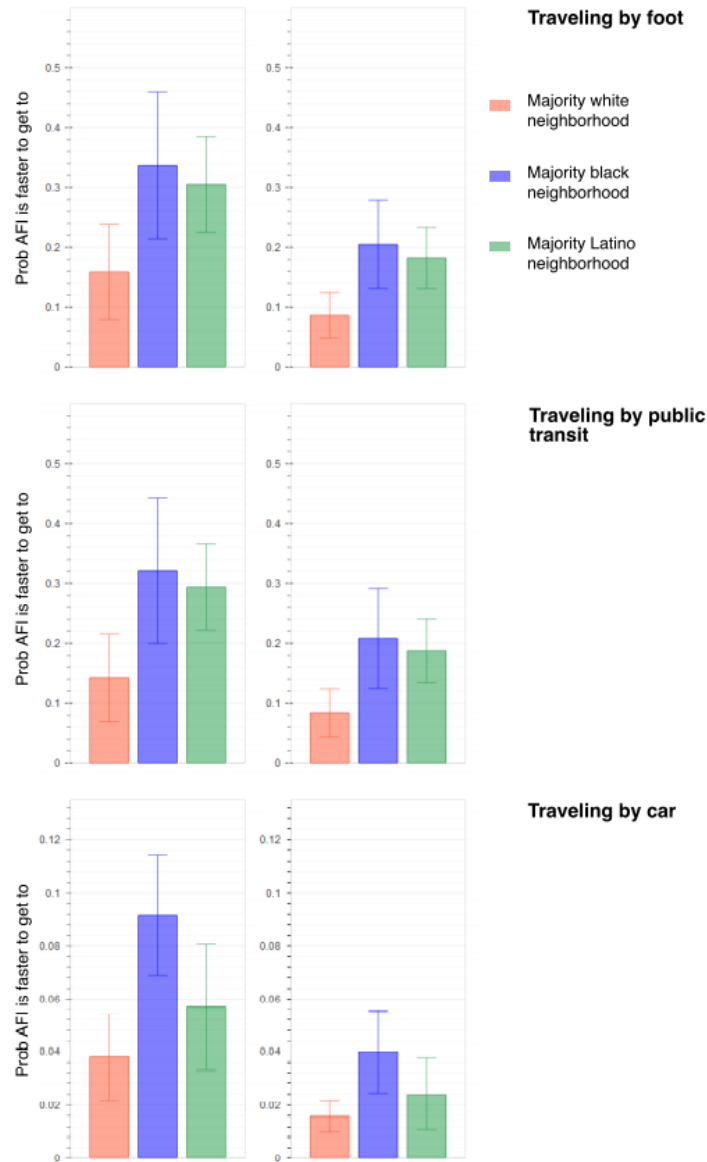 Traveling by foot
Prob AFI is faster to get to
0.5
0.4
0.3
0.2
0.1
0
0.5
0.4
0.3
0.2
0.1
0
Majority white
neighborhood
Majority black
neighborhood
Majority Latino
neighborhood
Traveling by public
transit
Prob AFI is faster to get to
0.5
0.4
0.3
0.2
0.1
0
0.5
0.4
0.3
0.2
0.1
0
Traveling by car
Prob AFI is faster to get to
0.12
0.1
0.08
0.06
0.04
0.02
0
0.12
0.1
0.08
0.06
0.04
0.02
0